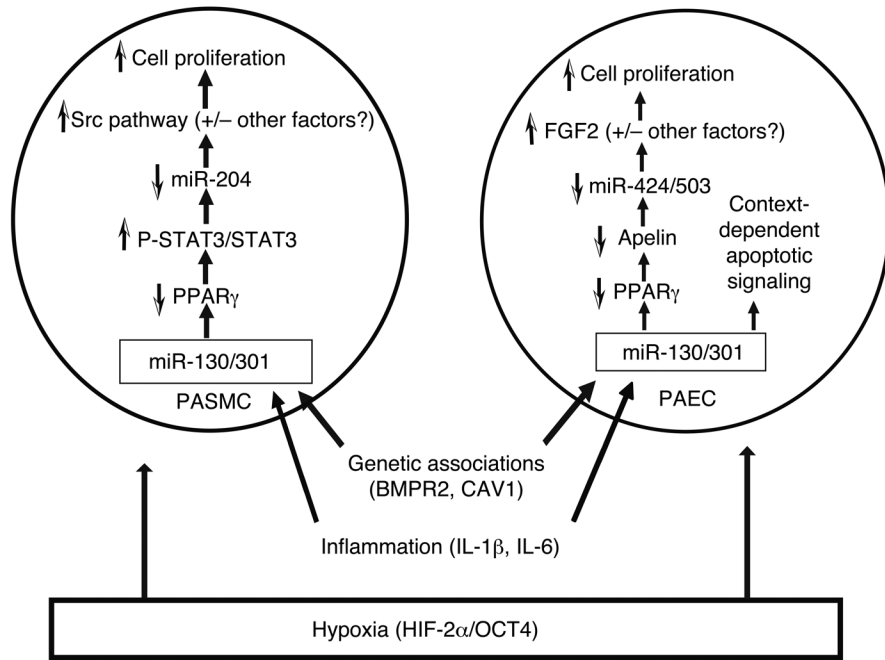 Cell proliferation
Src pathway (+/– other factors?)
miR-204
P-STAT3/STAT3
PPARγ
miR-130/301
PASMC
Cell proliferation
FGF2 (+/– other factors?)
miR-424/503
Apelin
PPARγ
miR-130/301
PAEC
Context-
dependent
apoptotic
signaling
Genetic associations
(BMPR2, CAV1)
Inflammation (IL-1β, IL-6)
Hypoxia (HIF-2α/OCT4)